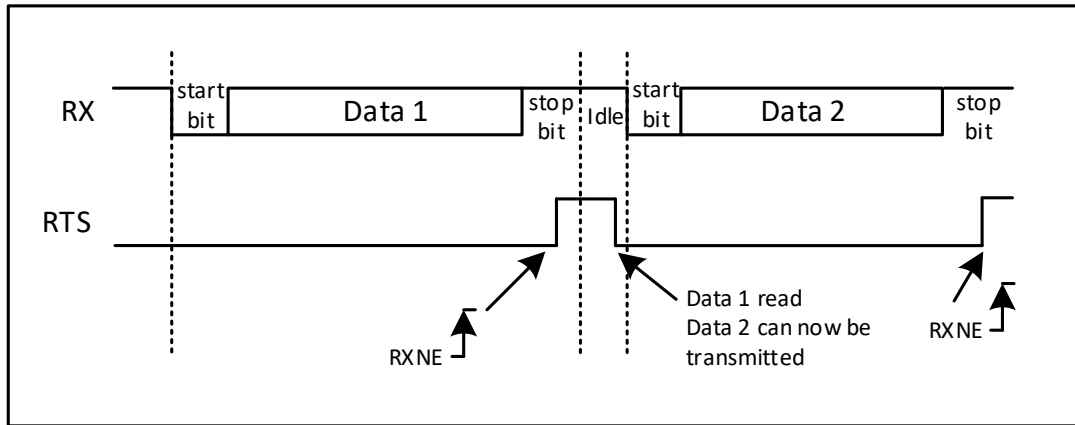 RX
start
bit
Data 1
stop
bit
Idle
start
bit
Data 2
stop
bit
RTS
RXNE
Data 1 read
Data 2 can now be
transmitted
RXNE